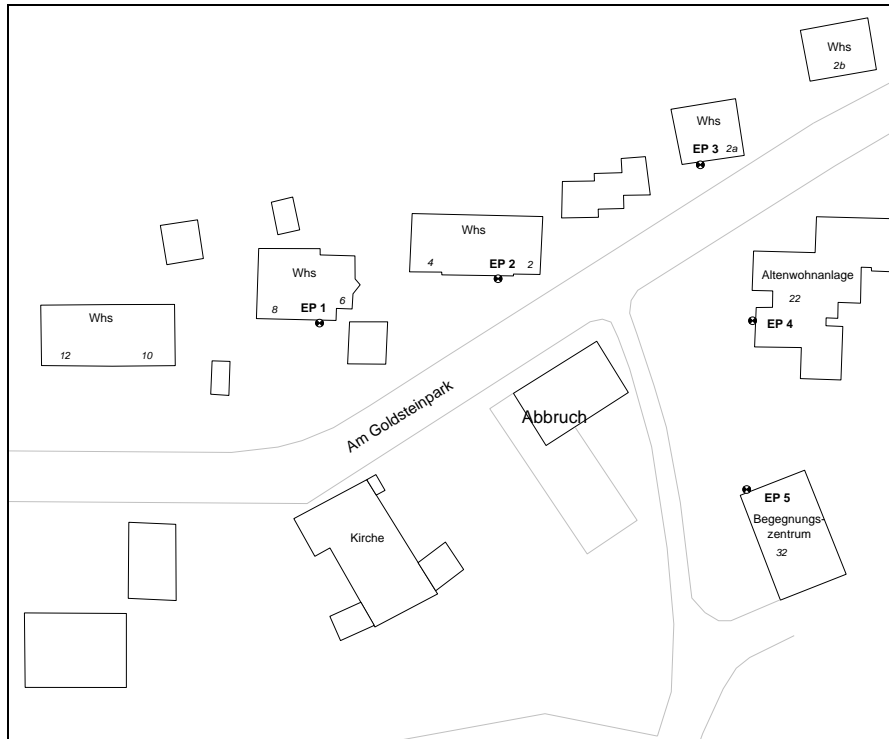 Whs
2b
Whs
EP 3 2a
Whs
4 EP 2 2
Whs
8 EP 1 6
Altenwohnanlage
22
EP 4
Whs
12 10
Am Goldsteinpark
Abbruch
EP 5
Begegnungs-
zentrum
32
Kirche